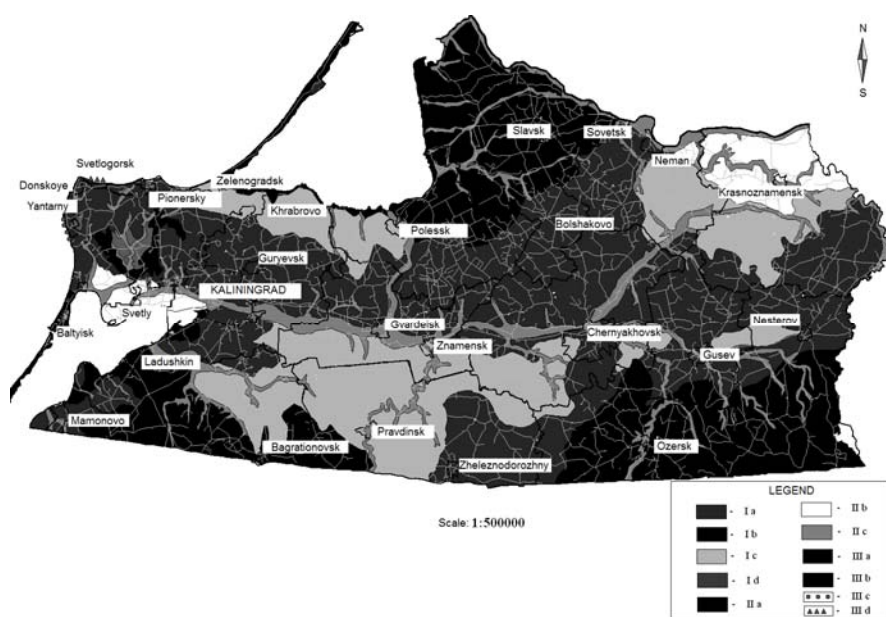 N
S
Slavsk
Sovetsk
Neman
Svetlogorsk
Donskoye
Zelenogradsk
Krasnoznamensk
Pionersky
Yantarny
Khrabrovo
Bolshakovo
Polessk
Guryevsk
KALININGRAD
Nesterov
Svetly
Baltyisk
Gvardeisk
Chernyakhovsk
Znamensk
Gusev
Ladushkin
Mamonovo
Pravdinsk
Bagrationovsk
Ozersk
Zheleznodorozhny
Scale: 1:500000
LEGEND
- I a
- I b
- I c
- I d
- II a
- II b
- II c
- III a
- III b
- III c
- III d